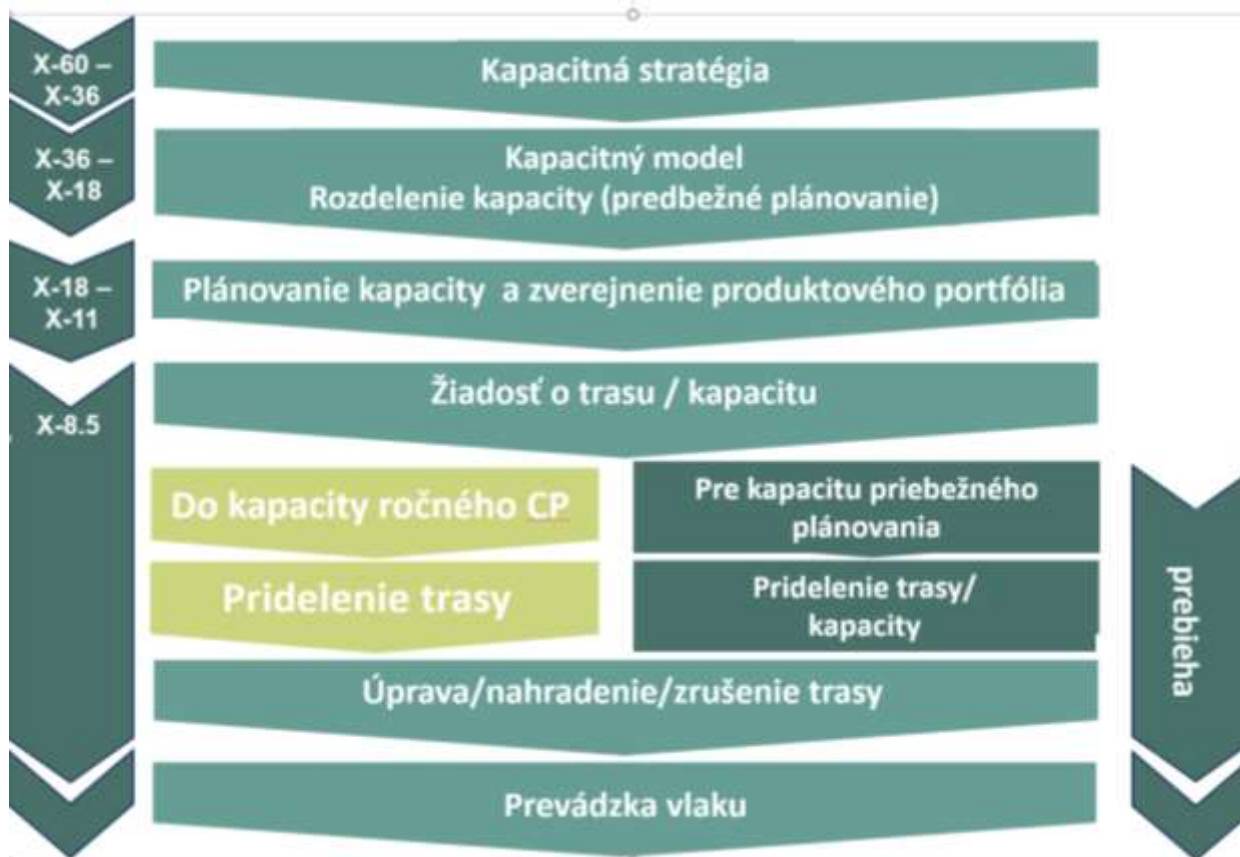 X-60 –
X-36
Kapacitná stratégia
X-36 –
X-18
Kapacitný model
Rozdelenie kapacity (predbežné plánovanie)
X-18 –
X-11
Plánovanie kapacity a zverejnenie produktového portfólia
X-8.5
Žiadosť o trasu / kapacitu
Do kapacity ročného CP
Pre kapacitu priebežného
plánovania
Pridelenie trasy
Pridelenie trasy/
kapacity
prebieha
Úprava/nahradenie/zrušenie trasy
Prevádzka vlaku